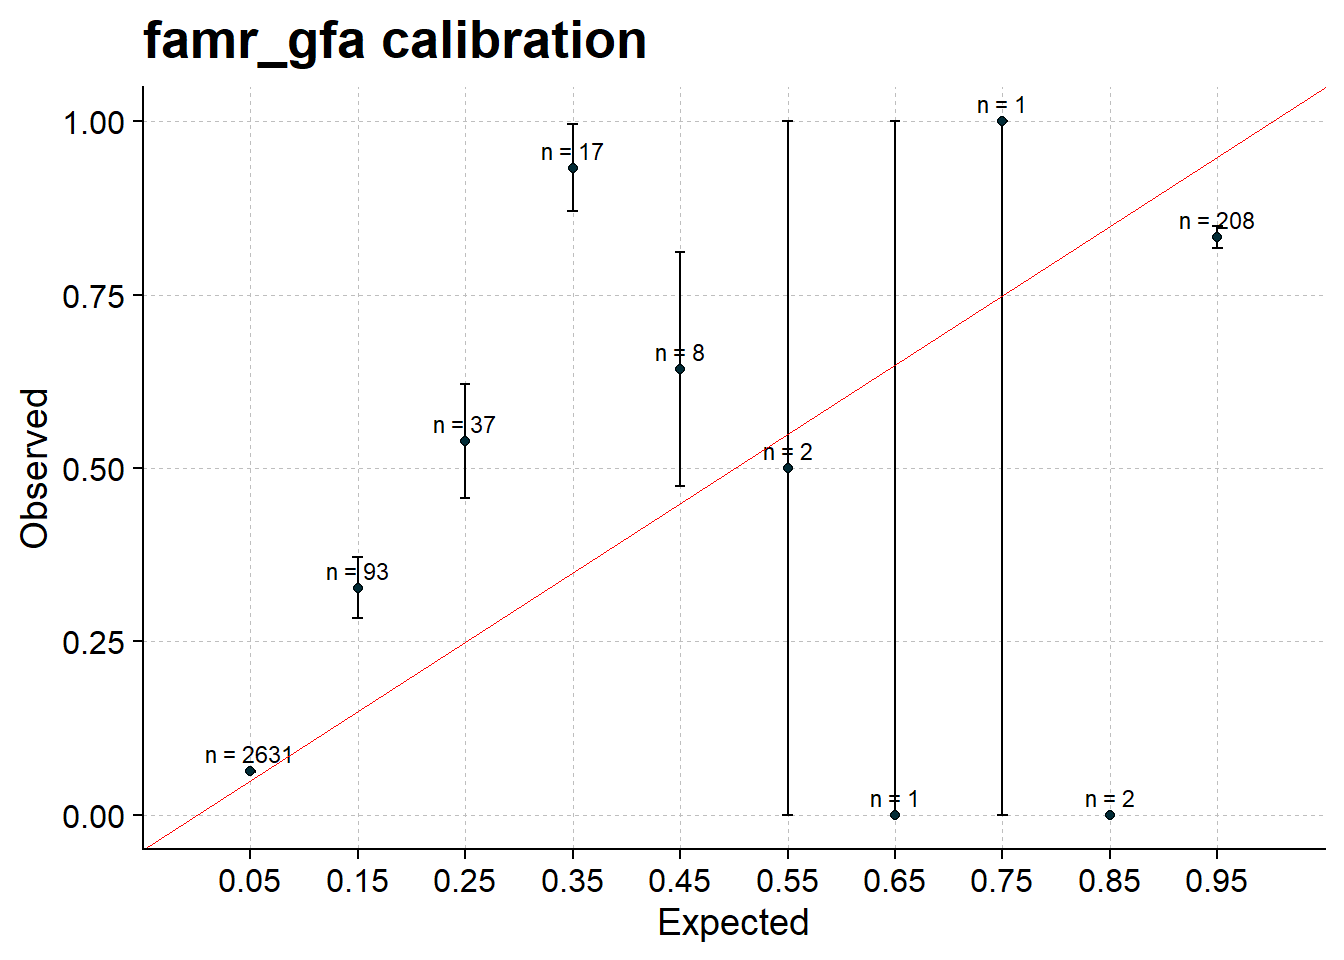 famr_gfa calibration
n = 1
1.00
n = 17
n = 208
0.75
n = 8
n = 37
n = 2
0.50
Observed
n = 93
0.25
n = 2631
n = 1
n = 2
0.00
0.05 0.15 0.25 0.35 0.45 0.55 0.65 0.75 0.85 0.95
Expected